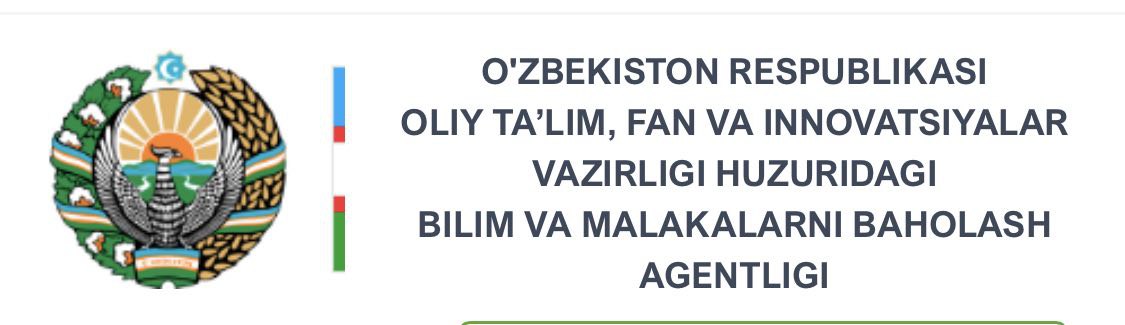 O'ZBEKISTON RESPUBLIKASI
OLIY TA’LIM, FAN VA INNOVATSIYALAR
VAZIRLIGI HUZURIDAGI
BILIM VA MALAKALARNI BAHOLASH
AGENTLIGI